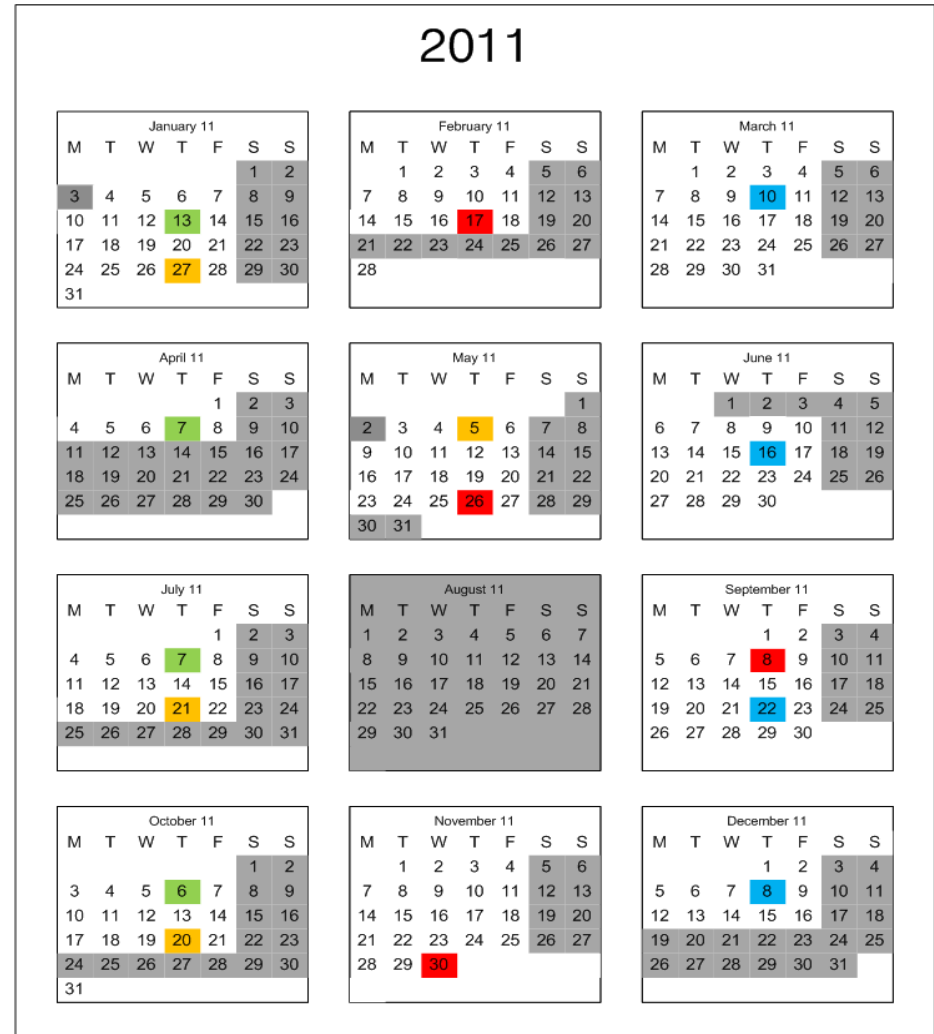 2011
January 11
M T W T F S S
1 2
3 4 5 6 7 8 9
10 11 12 13 14 15 16
17 18 19 20 21 22 23
24 25 26 27 28 29 30
31
February 11
M T W T F S S
1 2 3 4 5 6
7 8 9 10 11 12 13
14 15 16 17 18 19 20
21 22 23 24 25 26 27
28
March 11
M T W T F S S
1 2 3 4 5 6
7 8 9 10 11 12 13
14 15 16 17 18 19 20
21 22 23 24 25 26 27
28 29 30 31
April 11
M T W T F S S
1 2 3
4 5 6 7 8 9 10
11 12 13 14 15 16 17
18 19 20 21 22 23 24
25 26 27 28 29 30
May 11
M T W T F S S
1
2 3 4 5 6 7 8
9 10 11 12 13 14 15
16 17 18 19 20 21 22
23 24 25 26 27 28 29
30 31
June 11
M T W T F S S
1 2 3 4 5
6 7 8 9 10 11 12
13 14 15 16 17 18 19
20 21 22 23 24 25 26
27 28 29 30
July 11
M T W T F S S
1 2 3
4 5 6 7 8 9 10
11 12 13 14 15 16 17
18 19 20 21 22 23 24
25 26 27 28 29 30 31
August 11
M T W T F S S
1 2 3 4 5 6 7
8 9 10 11 12 13 14
15 16 17 18 19 20 21
22 23 24 25 26 27 28
29 30 31
September 11
M T W T F S S
1 2 3 4
5 6 7 8 9 10 11
12 13 14 15 16 17 18
19 20 21 22 23 24 25
26 27 28 29 30
October 11
M T W T F S S
1 2
3 4 5 6 7 8 9
10 11 12 13 14 15 16
17 18 19 20 21 22 23
24 25 26 27 28 29 30
31
November 11
M T W T F S S
1 2 3 4 5 6
7 8 9 10 11 12 13
14 15 16 17 18 19 20
21 22 23 24 25 26 27
28 29 30
December 11
M T W T F S S
1 2 3 4
5 6 7 8 9 10 11
12 13 14 15 16 17 18
19 20 21 22 23 24 25
26 27 28 29 30 31